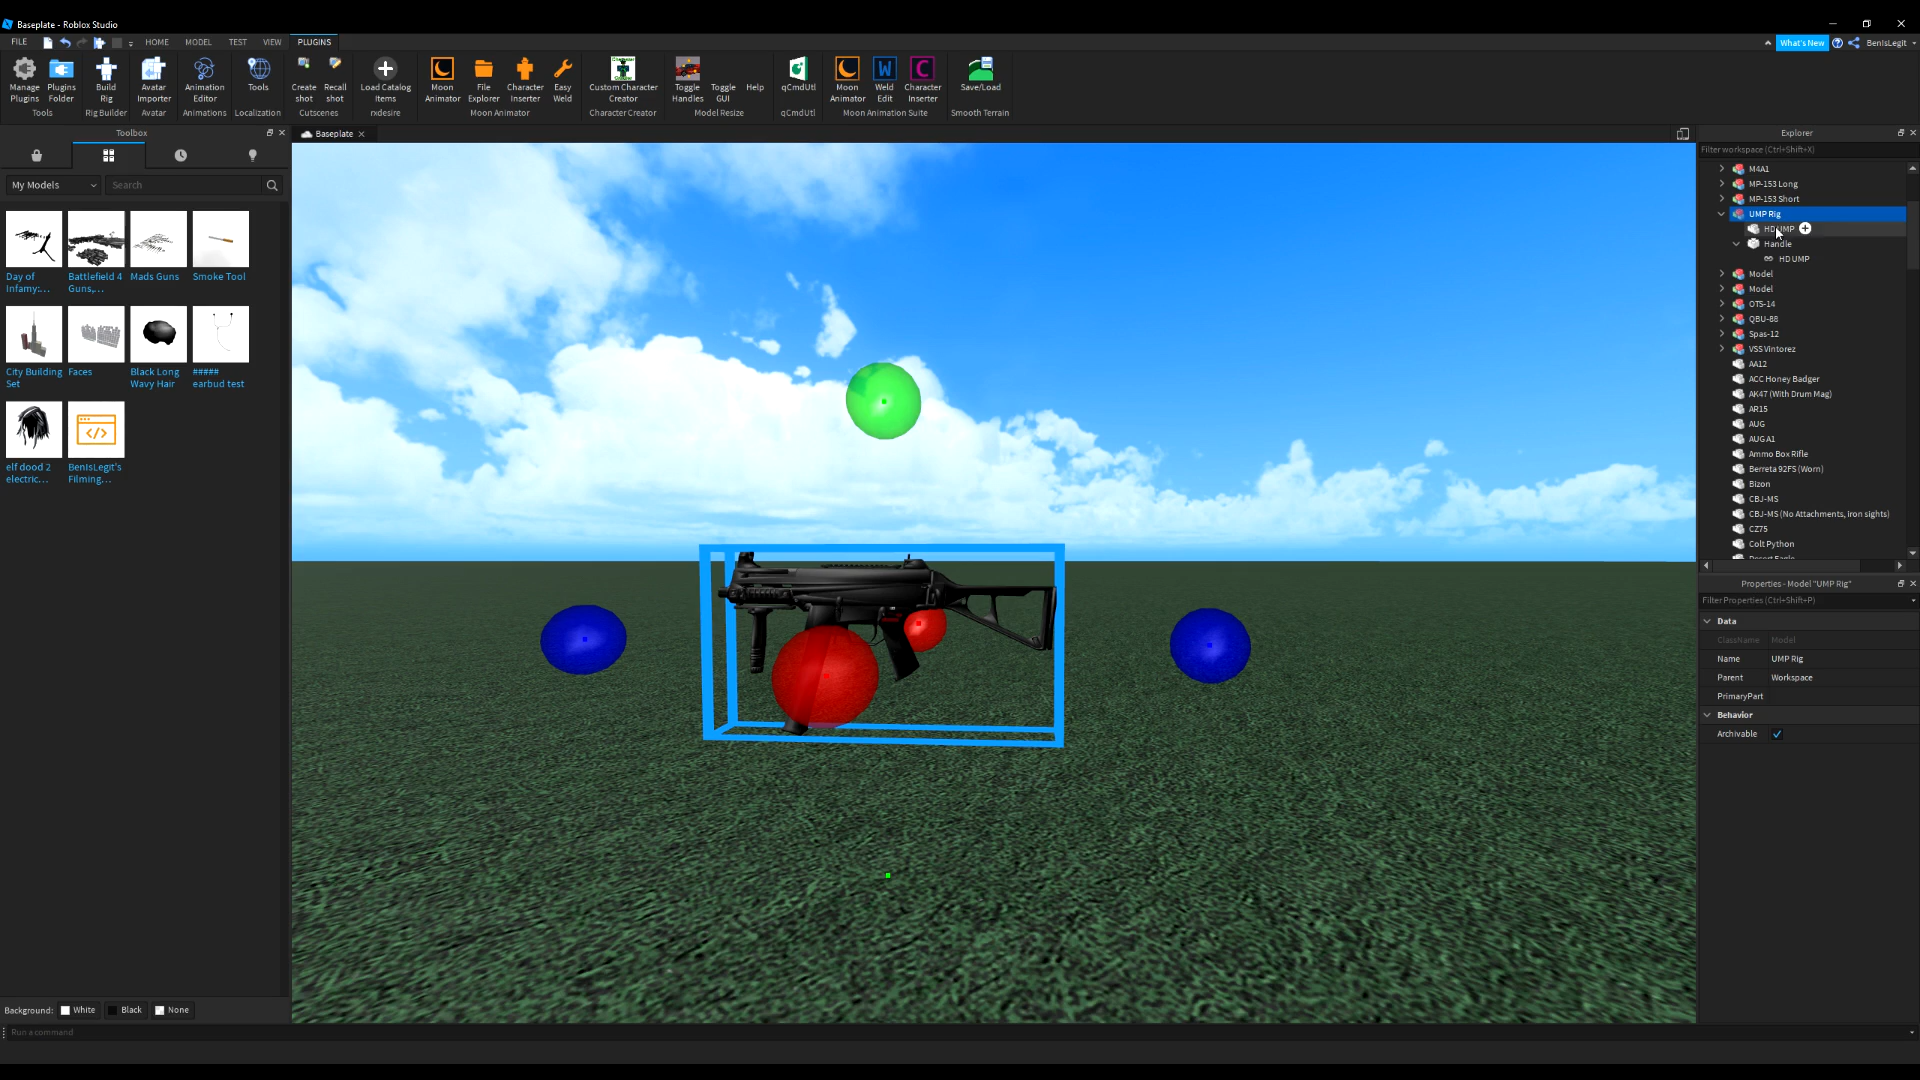 Baseplate - Roblox Studio
FILE HOME MODEL TEST VIEW PLUGINS What's New BenIsLegit
Manage Plugins
Plugins Folder
Build Rig
Avatar Importer
Animation Editor
Tools
Create shot
Recall shot
Load Catalog Items
Moon Animator
File Explorer
Character Inserter
Easy Weld
Custom Character Creator
Toggle Handles
Toggle GUI
Help
qCmdUtl
Moon Animator
Weld Edit
Character Inserter
Save/Load
Tools Rig Builder Avatar Animations Localization Cutscenes rxdesire Moon Animator Character Creator Model Resize qCmdUtl Moon Animation Suite Smooth Terrain
Toolbox
Baseplate
My Models Search
Day of Infamy:...
Battlefield 4 Guns,...
Mads Guns
Smoke Tool
City Building Set
Faces
Black Long Wavy Hair
##### earbud test
elf dood 2 electric...
BenIsLegit's Filming...
Background: White Black None
Run a command
Explorer
Filter workspace (Ctrl+Shift+X)
M4A1
MP-153 Long
MP-153 Short
UMP Rig
HD UMP
Handle
HD UMP
Model
Model
OTS-14
QBU-88
Spas-12
VSS Vintorez
AA12
ACC Honey Badger
AK47 (With Drum Mag)
AR15
AUG
AUG A1
Ammo Box Rifle
Berreta 92FS (Worn)
Bizon
CBJ-MS
CBJ-MS (No Attachments, iron sights)
CZ75
Colt Python
Desert Eagle
Properties - Model "UMP Rig"
Filter Properties (Ctrl+Shift+P)
Data
ClassName Model
Name UMP Rig
Parent Workspace
PrimaryPart
Behavior
Archivable